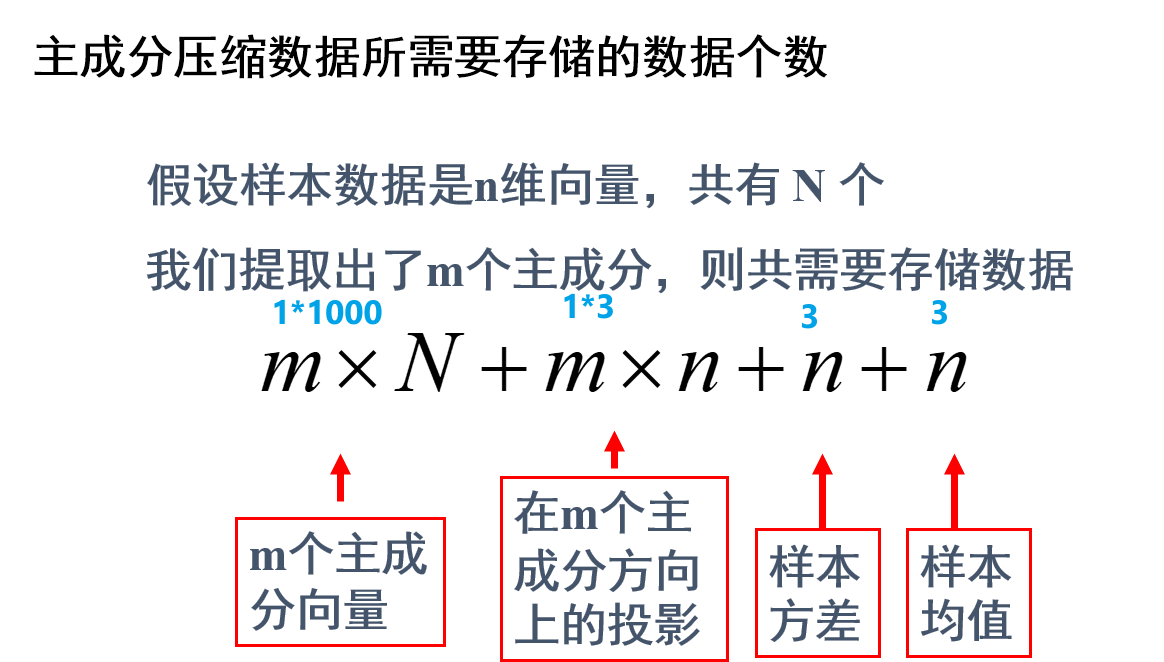 主成分压缩数据所需要存储的数据个数
假设样本数据是n维向量，共有 N 个
我们提取出了m个主成分，则共需要存储数据
1*1000 1*3 3 3
m × N + m × n + n + n
m个主成
分向量
在m个主
成分方向
上的投影
样本
方差
样本
均值